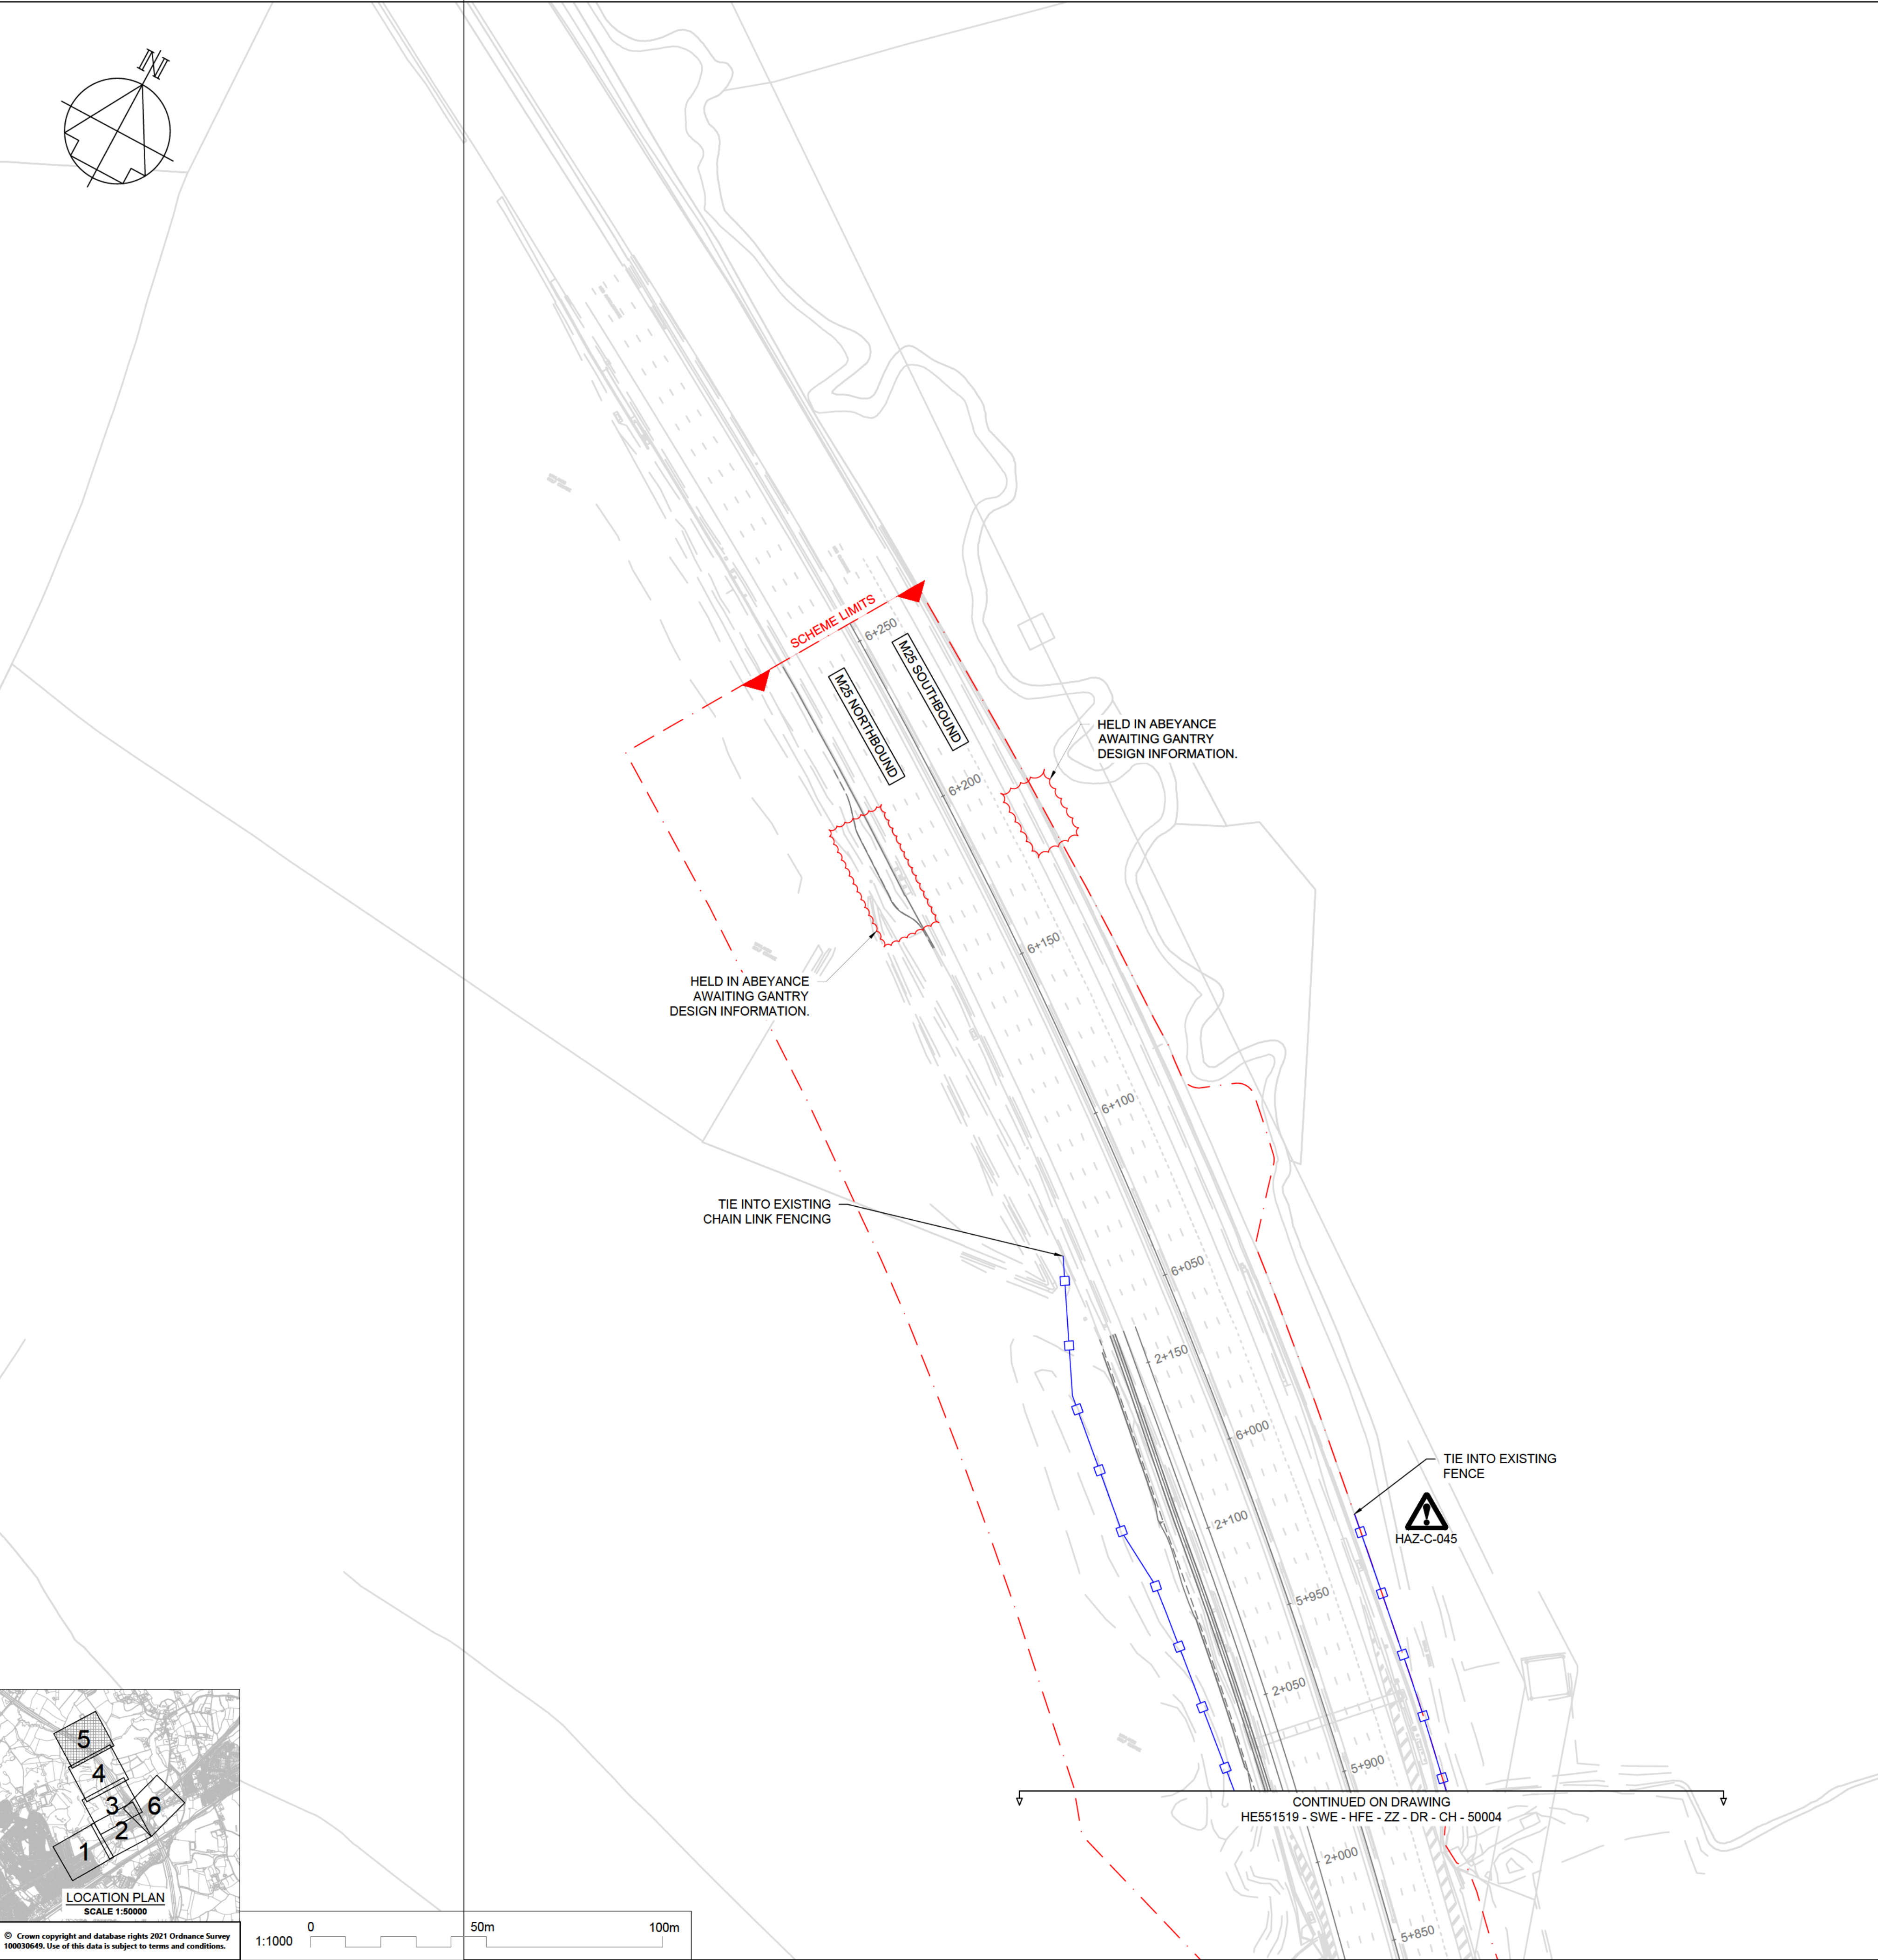 N
SCHEME LIMITS
6+250
M25 SOUTHBOUND
M25 NORTHBOUND
HELD IN ABEYANCE
AWAITING GANTRY
DESIGN INFORMATION.
6+200
6+150
HELD IN ABEYANCE
AWAITING GANTRY
DESIGN INFORMATION.
6+100
TIE INTO EXISTING
CHAIN LINK FENCING
6+050
2+150
6+000
TIE INTO EXISTING
FENCE
HAZ-C-045
2+100
5+950
2+050
5+900
CONTINUED ON DRAWING
HE551519 - SWE - HFE - ZZ - DR - CH - 50004
2+000
5+850
5
4
3
6
2
1
LOCATION PLAN
SCALE 1:50000
© Crown copyright and database rights 2021 Ordnance Survey
100030649. Use of this data is subject to terms and conditions.
1:1000
0
50m
100m